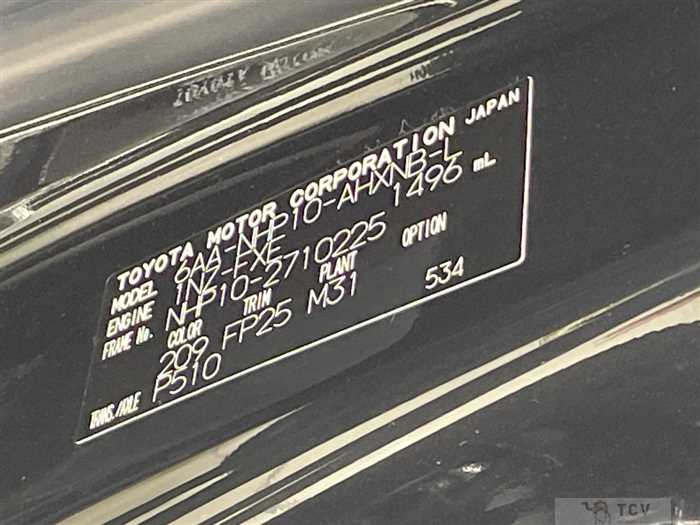 TOYOTA MOTOR CORPORATION JAPAN
MODEL 6AA-NHP10-AHXNB-L
ENGINE 1NZ-FXE 1496 mL
FRAME No. NHP10-2710225
COLOR TRIM PLANT OPTION
209 FP25 M31 534
TRANS./AXLE P510
TCV